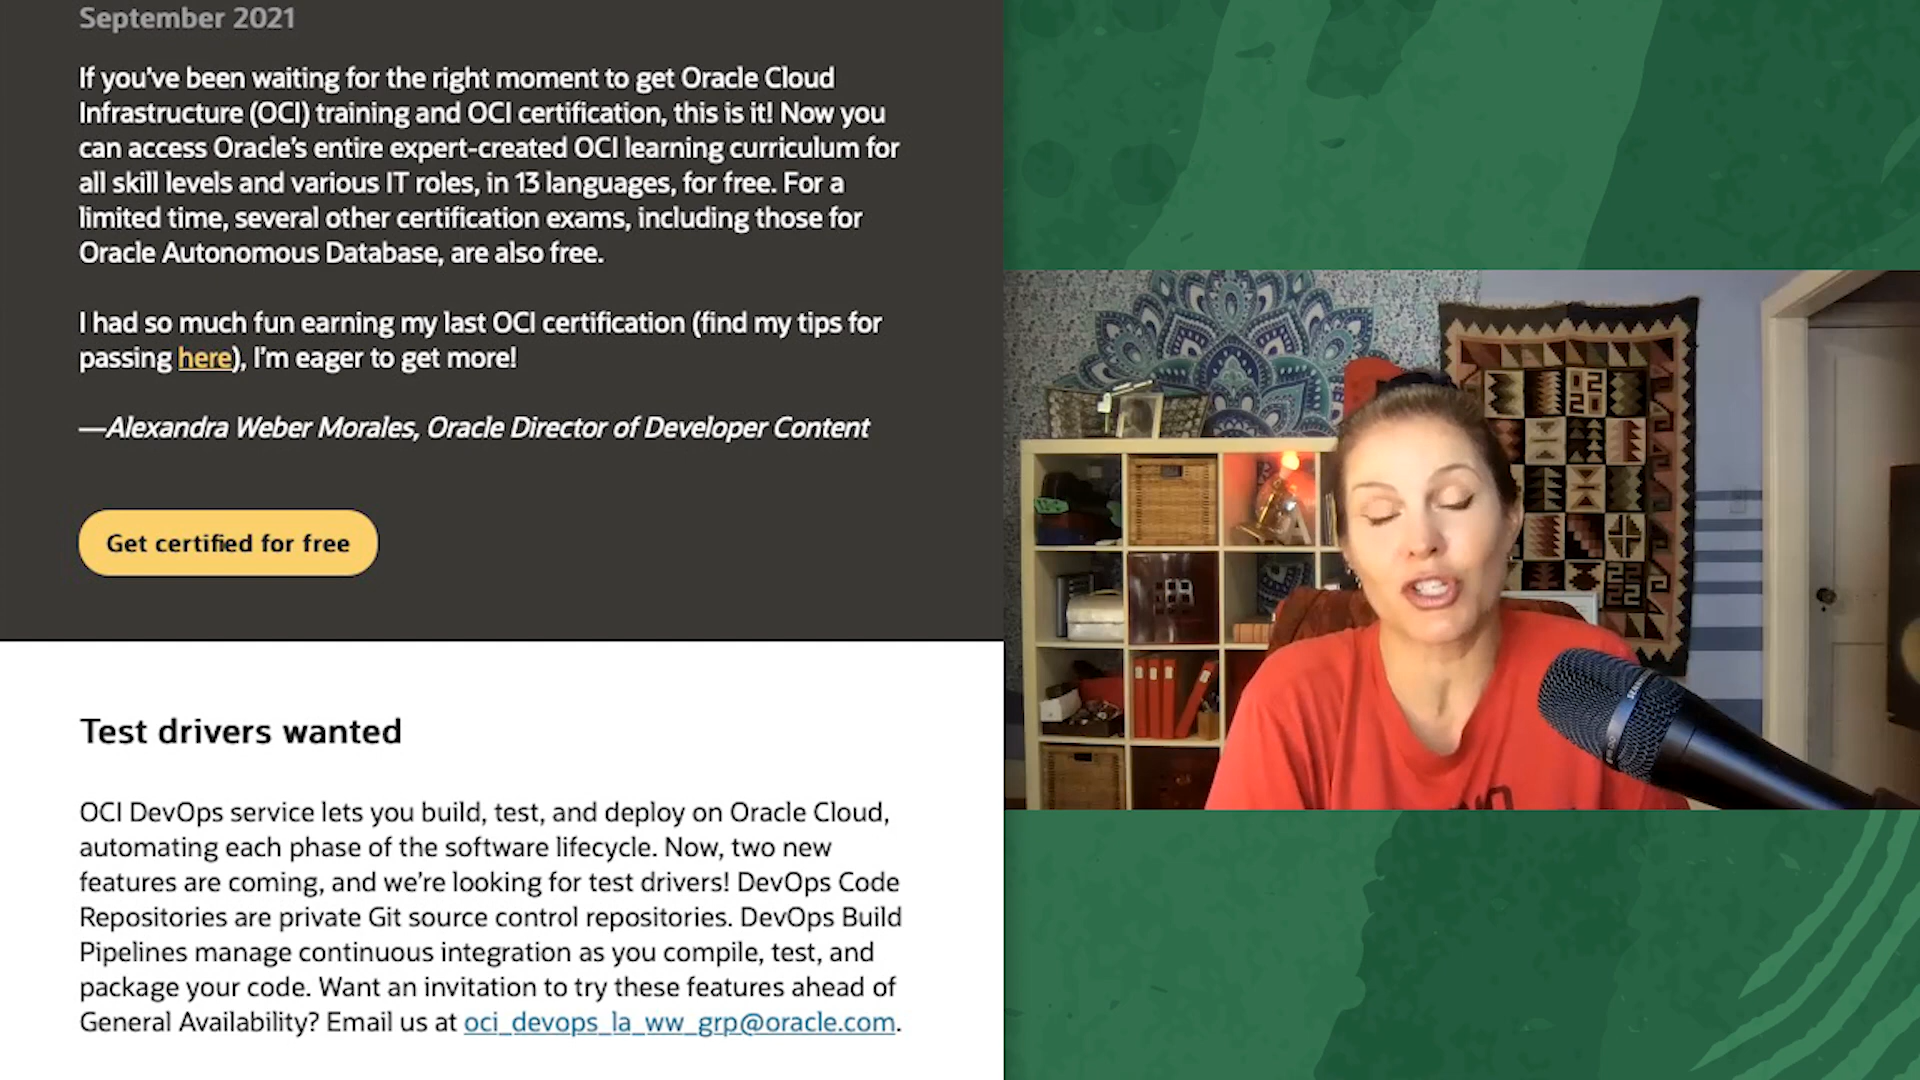 September 2021
If you've been waiting for the right moment to get Oracle Cloud
Infrastructure (OCI) training and OCI certification, this is it! Now you
can access Oracle's entire expert-created OCI learning curriculum for
all skill levels and various IT roles, in 13 languages, for free. For a
limited time, several other certification exams, including those for
Oracle Autonomous Database, are also free.
I had so much fun earning my last OCI certification (find my tips for
passing here), I'm eager to get more!
—Alexandra Weber Morales, Oracle Director of Developer Content
Get certified for free
Test drivers wanted
OCI DevOps service lets you build, test, and deploy on Oracle Cloud,
automating each phase of the software lifecycle. Now, two new
features are coming, and we're looking for test drivers! DevOps Code
Repositories are private Git source control repositories. DevOps Build
Pipelines manage continuous integration as you compile, test, and
package your code. Want an invitation to try these features ahead of
General Availability? Email us at oci_devops_la_ww_grp@oracle.com.